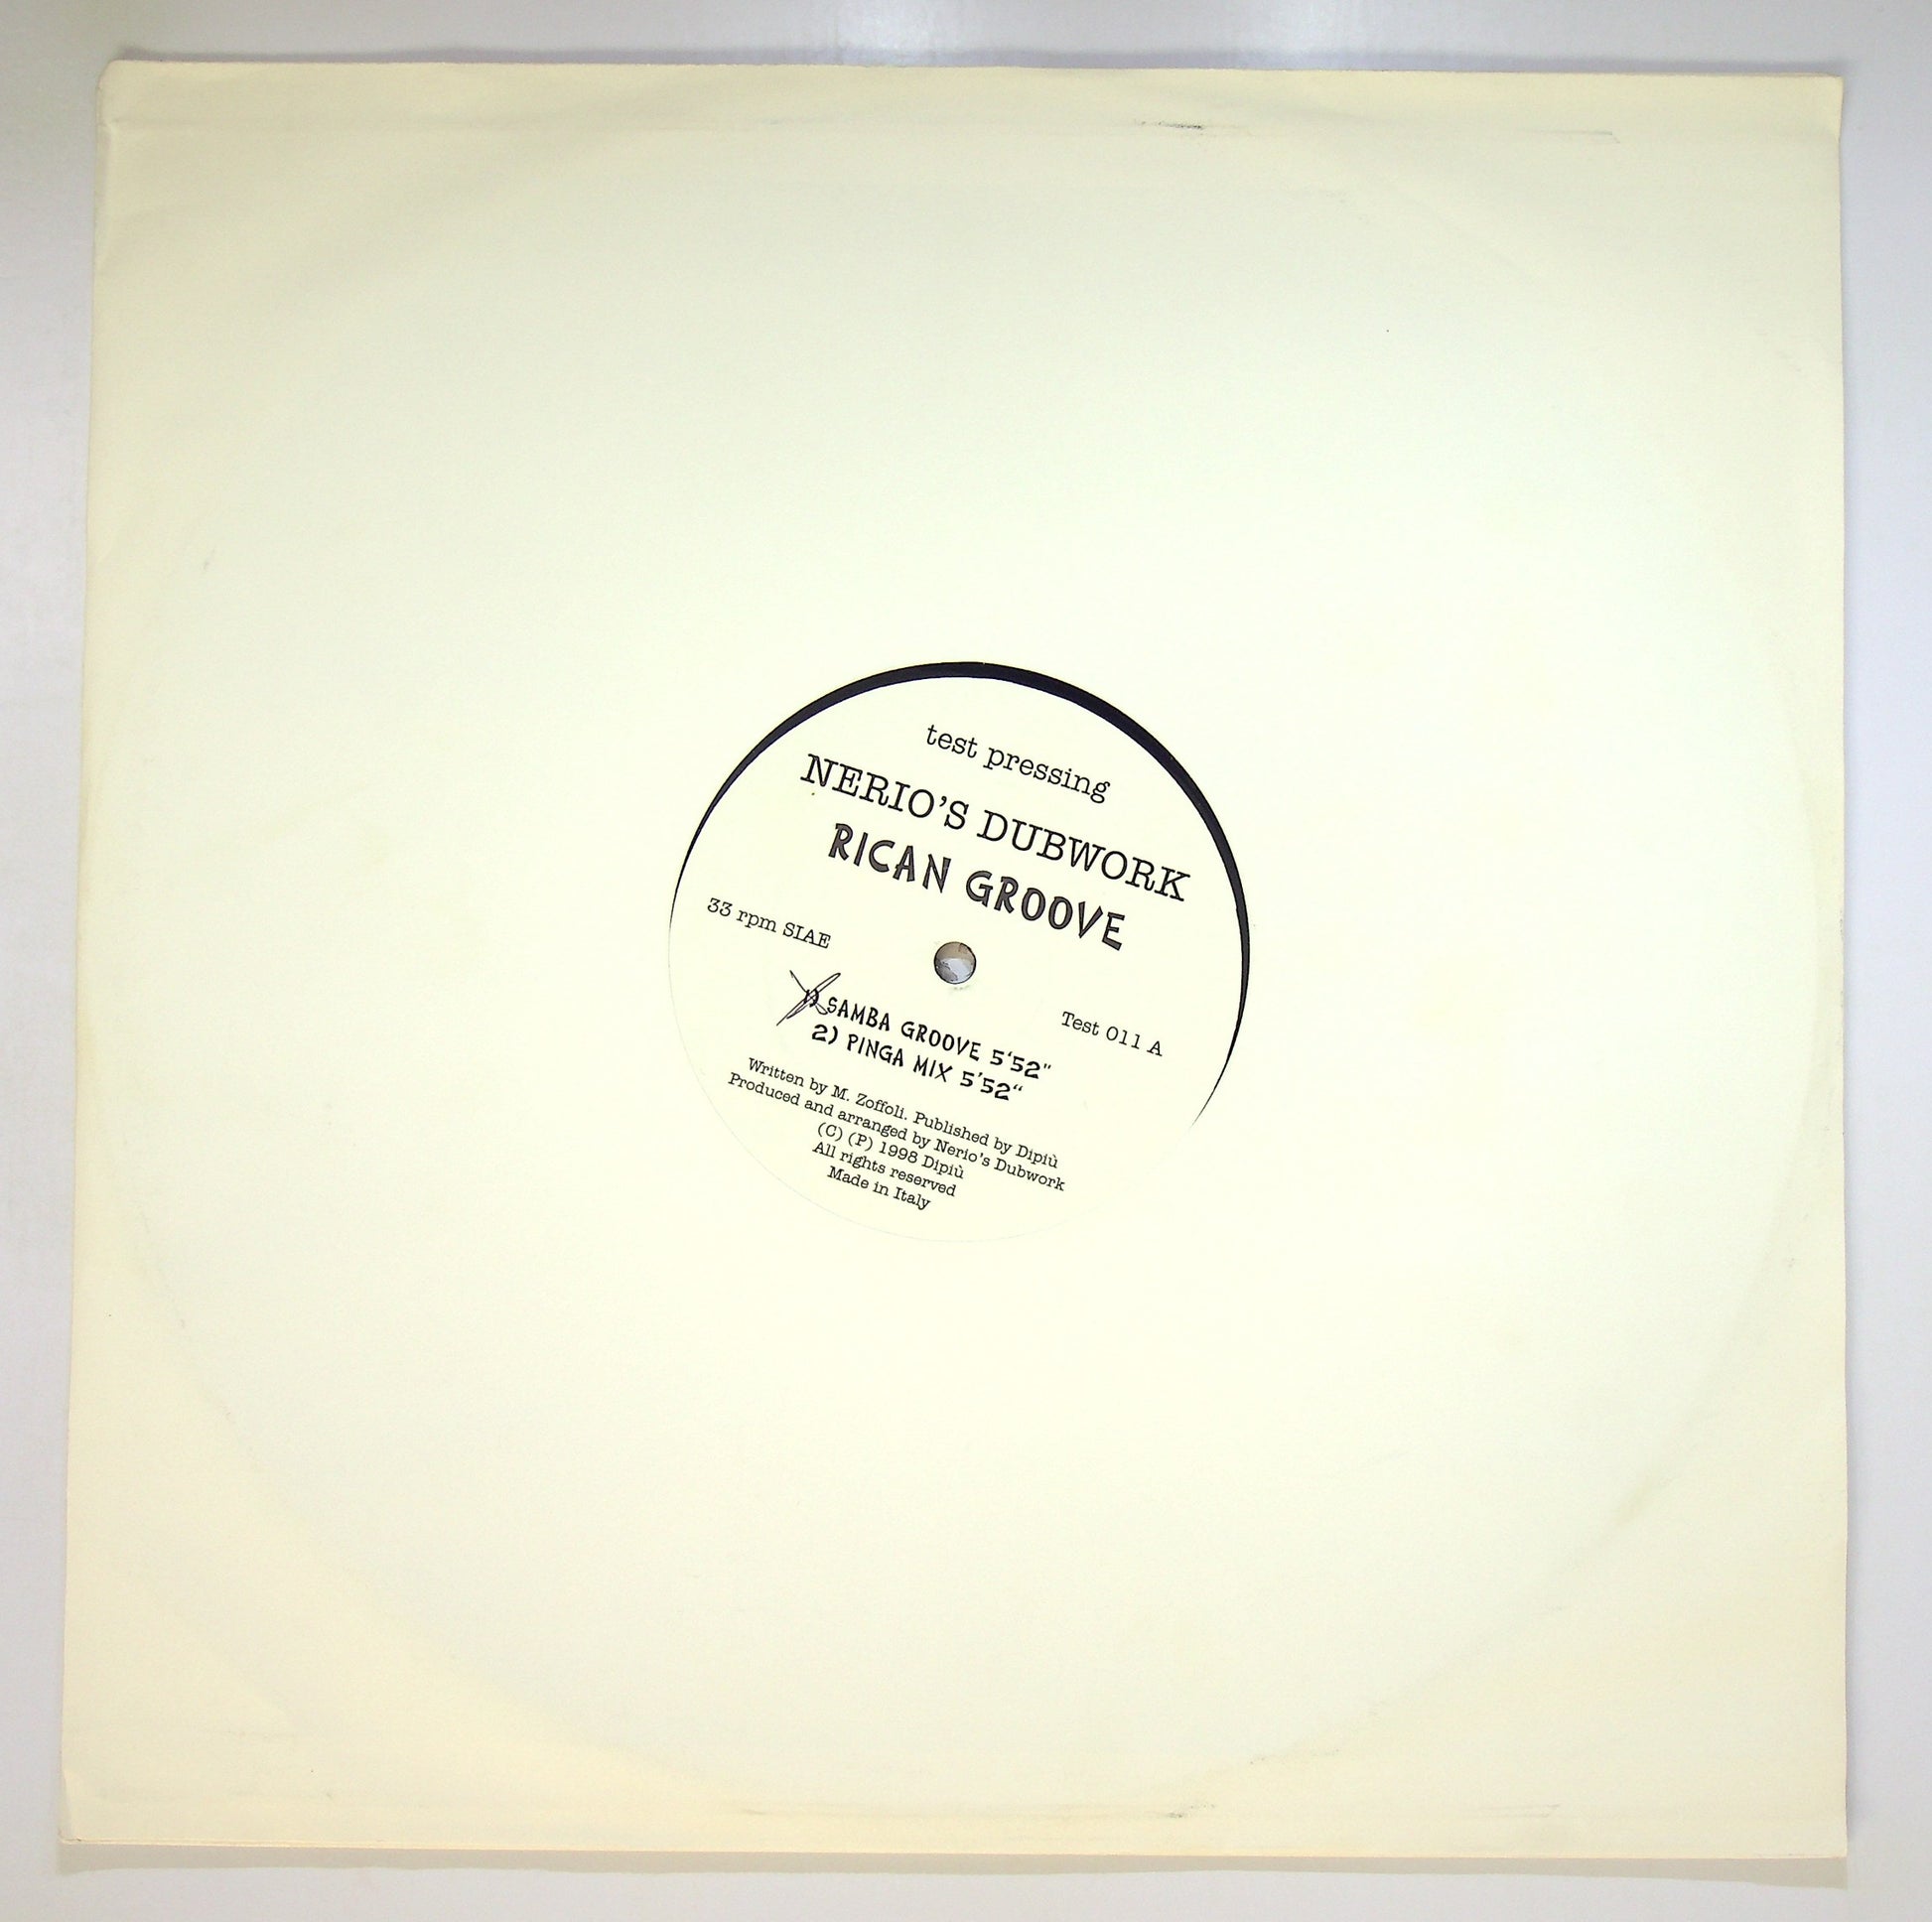 test pressing
NERIO'S DUBWORK
RICAN GROOVE
33 rpm SIAE
Test 011 A
1) SAMBA GROOVE 5'52"
2) PINGA MIX 5'52"
Written by M. Zoffoli. Published by Dipiù
Produced and arranged by Nerio's Dubwork
(C) (P) 1998 Dipiù
All rights reserved
Made in Italy